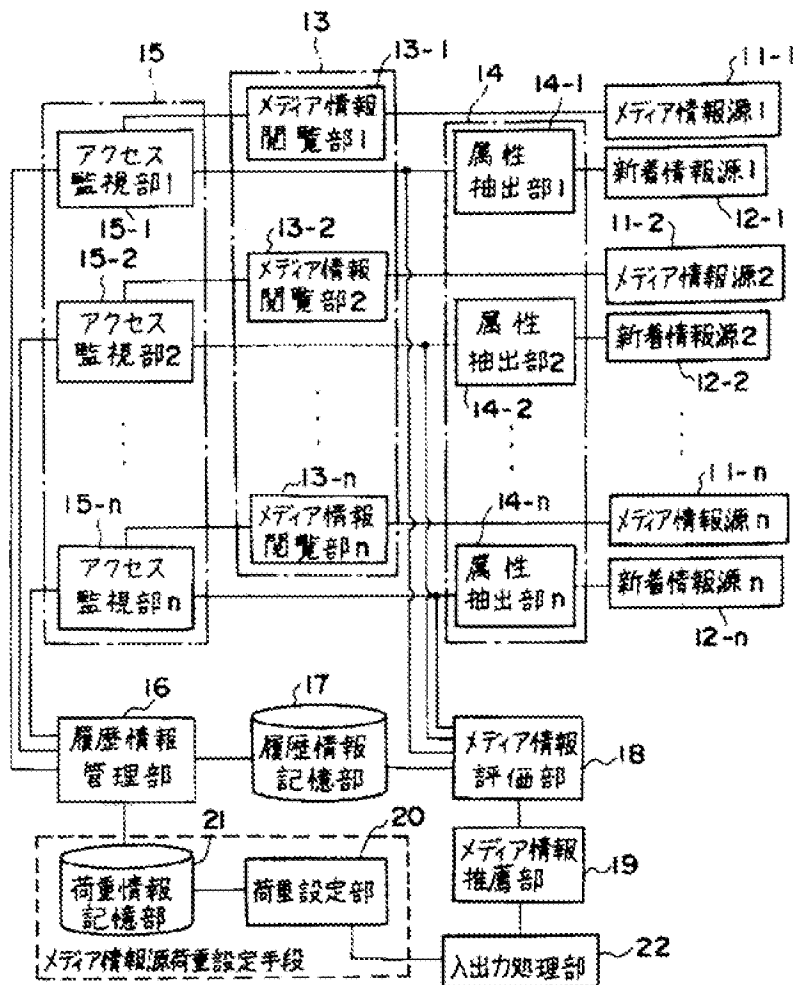 15
13
13-1
11-1
14
14-1
メディア情報
閲覧部1
メディア情報源1
アクセス
監視部1
属性
抽出部1
新着情報源1
15-1
13-2
11-2
12-1
15-2
メディア情報
閲覧部2
メディア情報源2
アクセス
監視部2
属性
抽出部2
新着情報源2
14-2
12-2
13-n
11-n
15-n
14-n
メディア情報
閲覧部n
メディア情報源n
アクセス
監視部n
属性
抽出部n
新着情報源n
12-n
16
17
履歴情報
管理部
履歴情報
記憶部
メディア情報
評価部
18
21
20
荷重情報
記憶部
荷重設定部
メディア情報
推薦部
19
メディア情報源荷重設定手段
入出力処理部
22